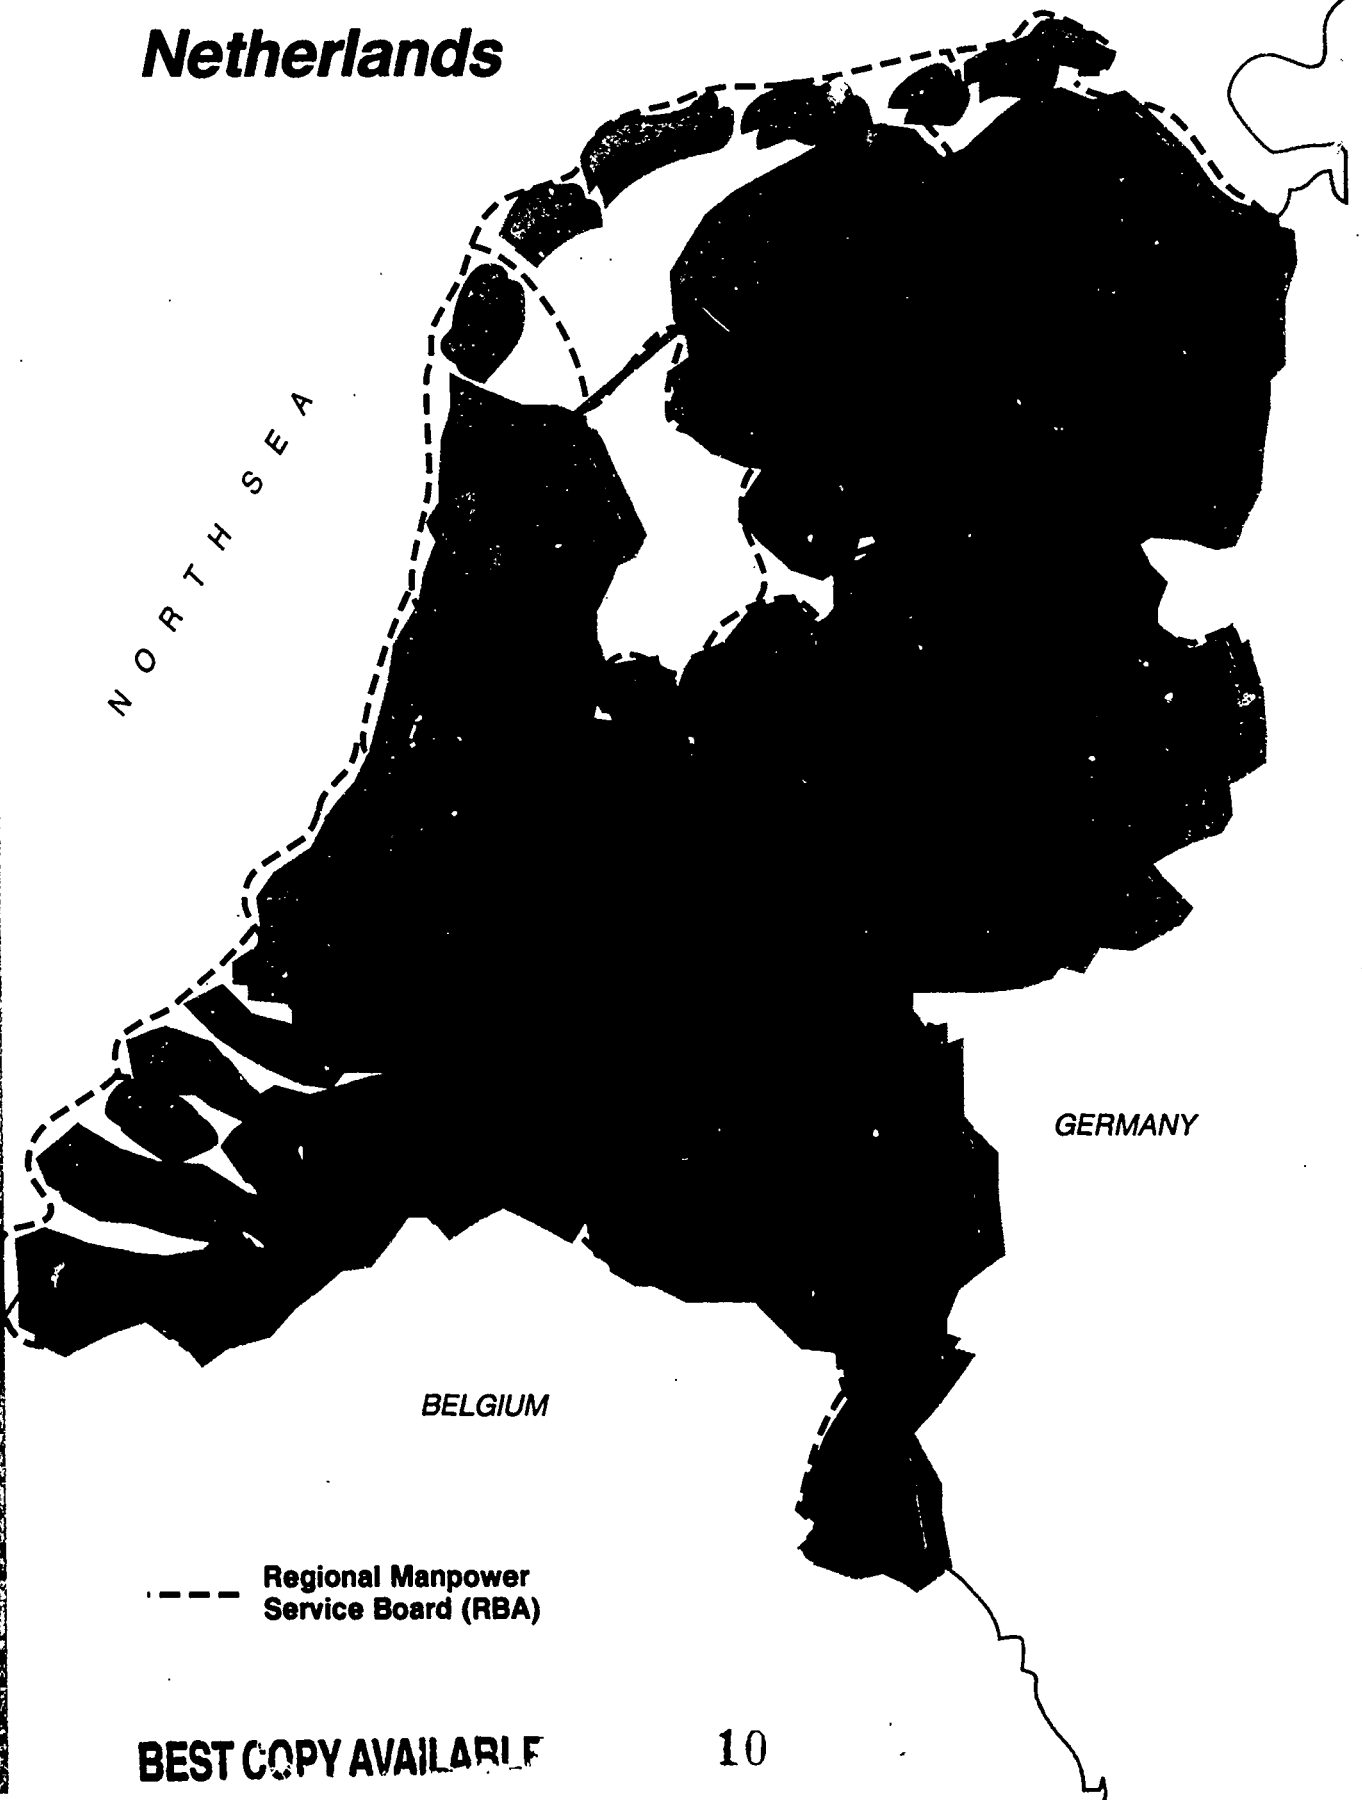 Netherlands
NORTH SEA
GERMANY
BELGIUM
Regional Manpower
Service Board (RBA)
BEST COPY AVAILABLE
10